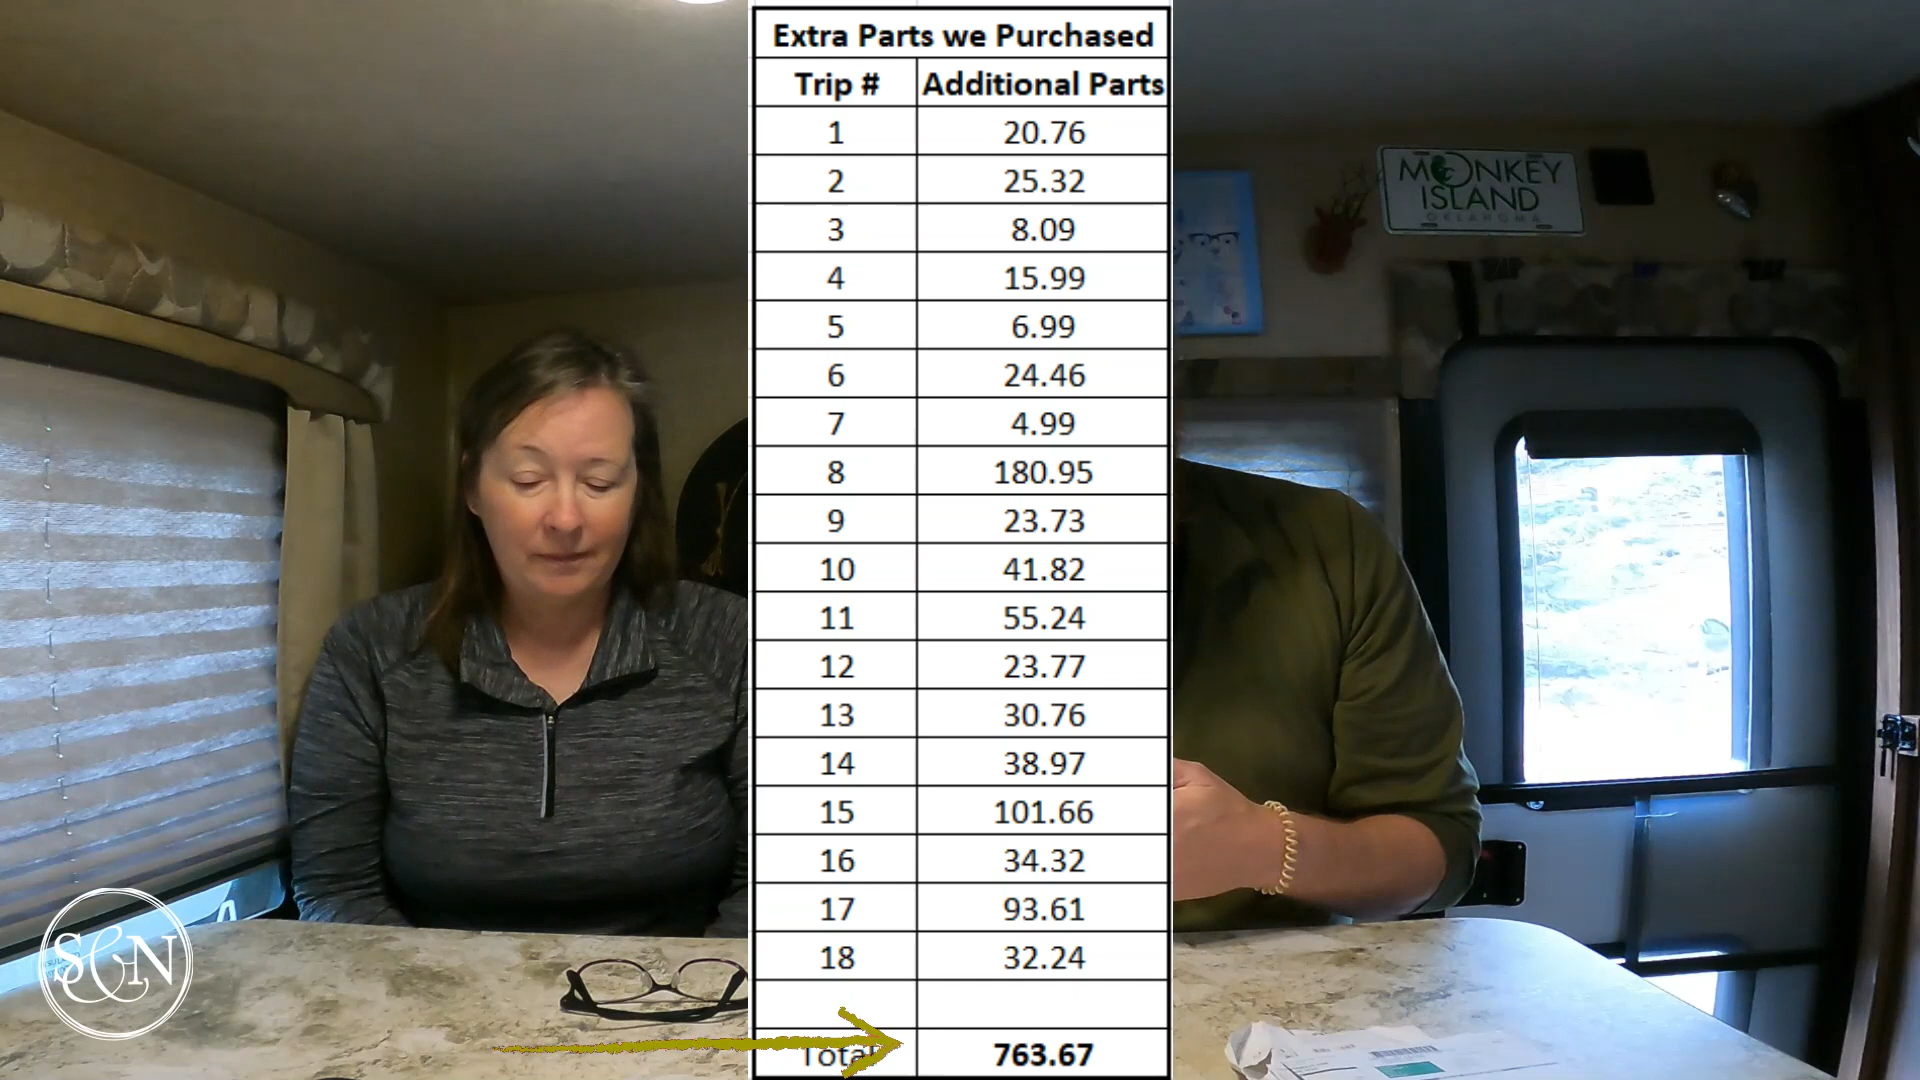 Extra Parts we Purchased
Trip # Additional Parts
1 20.76
2 25.32
3 8.09
4 15.99
5 6.99
6 24.46
7 4.99
8 180.95
9 23.73
10 41.82
11 55.24
12 23.77
13 30.76
14 38.97
15 101.66
16 34.32
17 93.61
18 32.24
Total 763.67
MONKEY
ISLAND
OKLAHOMA
S&N